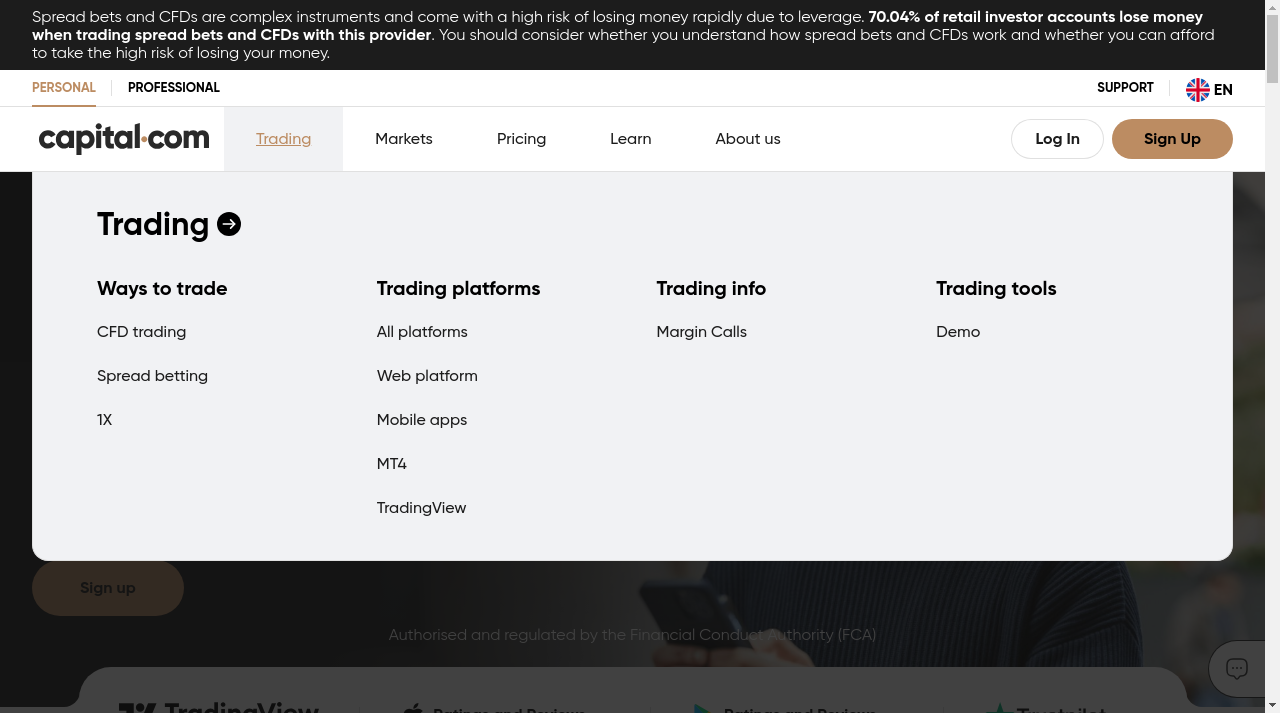 Spread bets and CFDs are complex instruments and come with a high risk of losing money rapidly due to leverage. 70.04% of retail investor accounts lose money
when trading spread bets and CFDs with this provider. You should consider whether you understand how spread bets and CFDs work and whether you can afford
to take the high risk of losing your money.
PERSONAL
PROFESSIONAL
SUPPORT
EN
capital.com
Trading
Markets
Pricing
Learn
About us
Log In
Sign Up
Trading
Ways to trade
CFD trading
Spread betting
1X
Trading platforms
All platforms
Web platform
Mobile apps
MT4
TradingView
Trading info
Margin Calls
Trading tools
Demo
Sign up
Authorised and regulated by the Financial Conduct Authority (FCA)
TradingView
Ratings and Reviews
Ratings and Reviews
Trustpilot